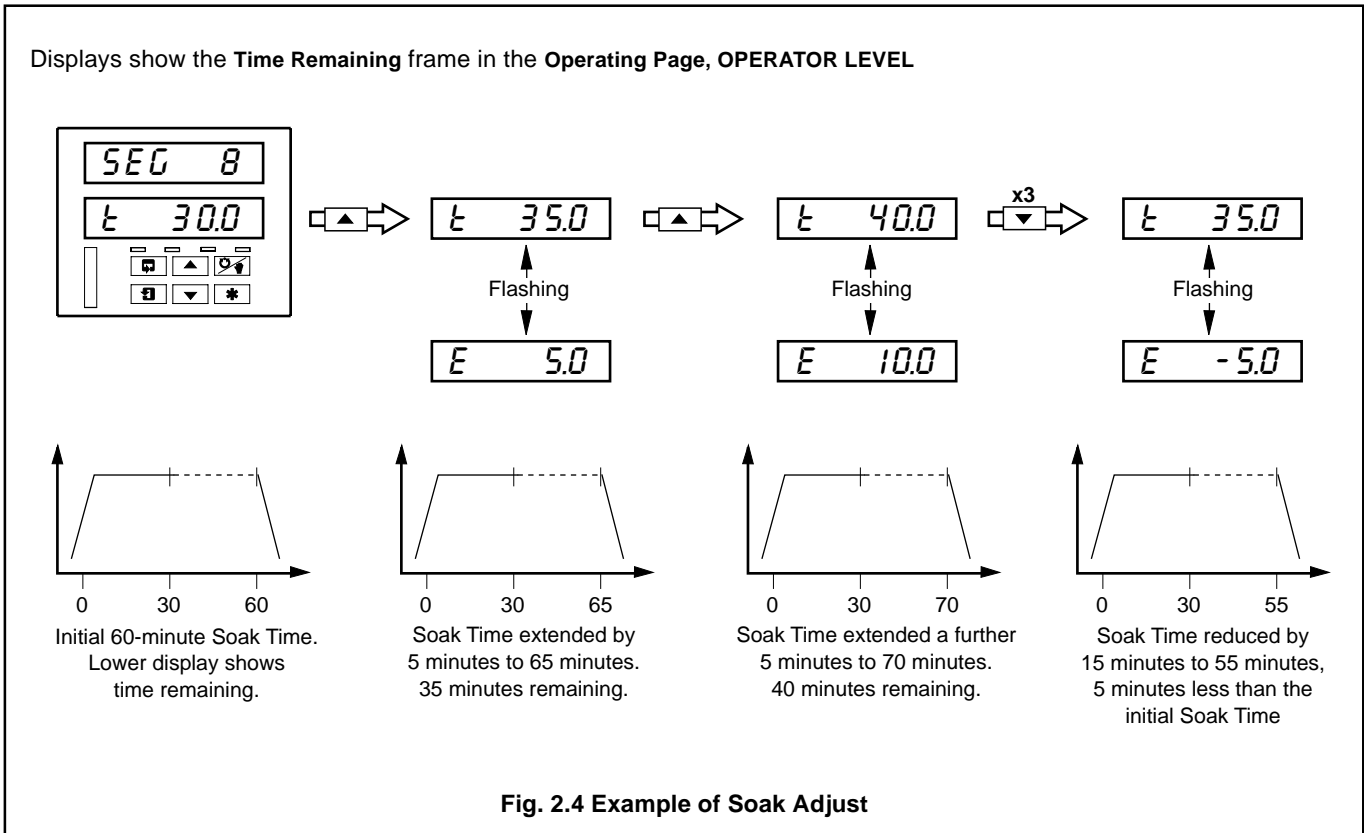 Displays show the Time Remaining frame in the Operating Page, OPERATOR LEVEL
SEG 8
t 30.0
t 35.0
Flashing
E 5.0
t 40.0
Flashing
E 10.0
x3
t 35.0
Flashing
E -5.0
0 30 60
Initial 60-minute Soak Time.
Lower display shows
time remaining.
0 30 65
Soak Time extended by
5 minutes to 65 minutes.
35 minutes remaining.
0 30 70
Soak Time extended a further
5 minutes to 70 minutes.
40 minutes remaining.
0 30 55
Soak Time reduced by
15 minutes to 55 minutes,
5 minutes less than the
initial Soak Time
Fig. 2.4 Example of Soak Adjust